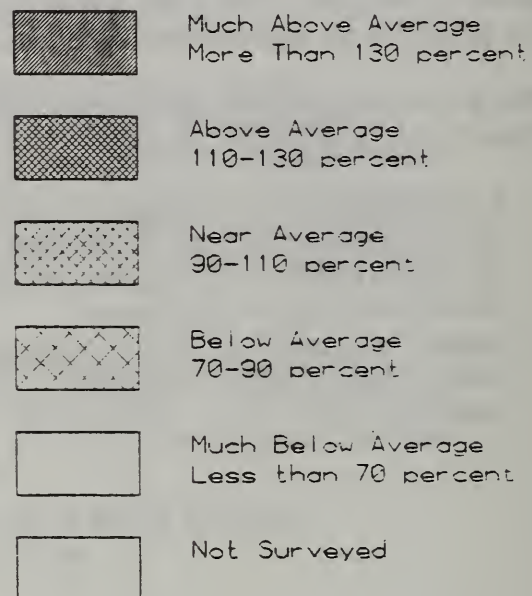 Much Above Average
More Than 130 percent
Above Average
110-130 percent
Near Average
90-110 percent
Below Average
70-90 percent
Much Below Average
Less than 70 percent
Not Surveyed